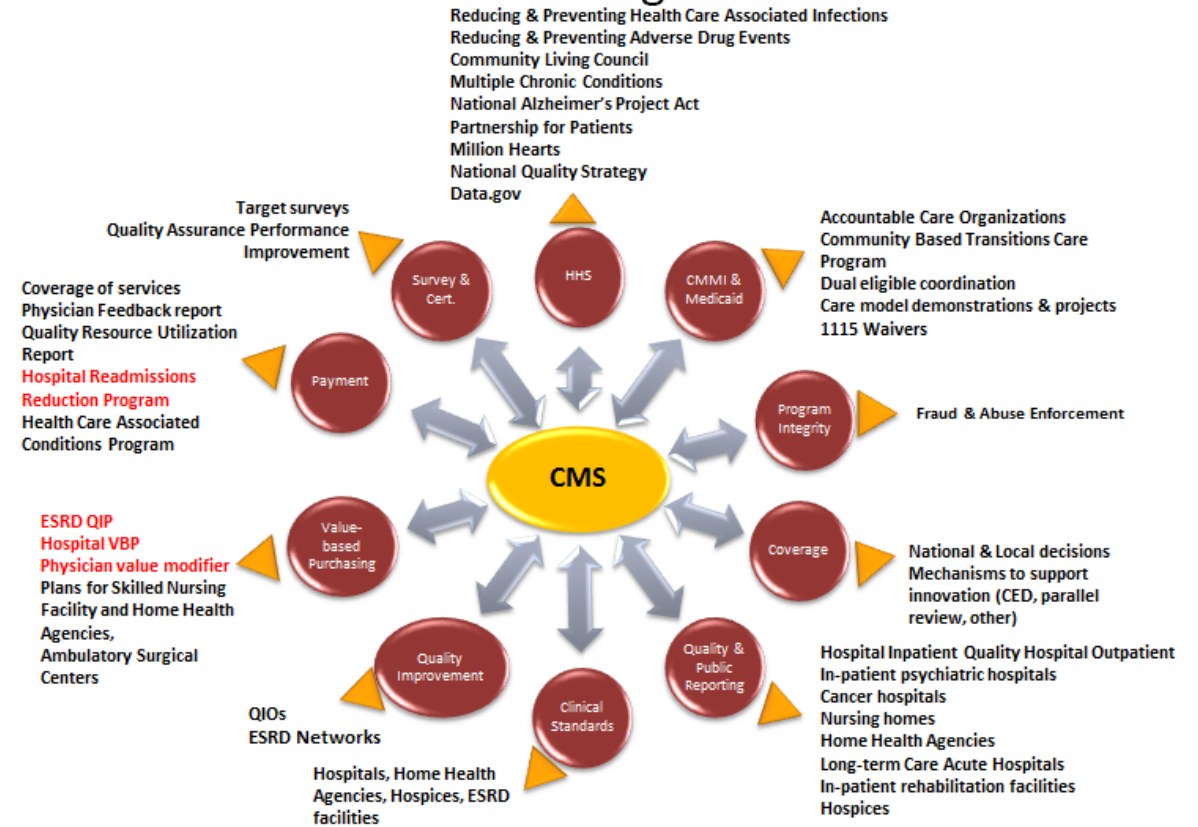 Reducing & Preventing Health Care Associated Infections
Reducing & Preventing Adverse Drug Events
Community Living Council
Multiple Chronic Conditions
National Alzheimer's Project Act
Partnership for Patients
Million Hearts
National Quality Strategy
Data.gov
Target surveys
Quality Assurance Performance
Improvement
Survey &
Cert.
HHS
CMMI &
Medicaid
Accountable Care Organizations
Community Based Transitions Care
Program
Dual eligible coordination
Care model demonstrations & projects
1115 Waivers
Coverage of services
Physician Feedback report
Quality Resource Utilization
Report
Hospital Readmissions
Reduction Program
Health Care Associated
Conditions Program
Payment
Program
Integrity
Fraud & Abuse Enforcement
CMS
ESRD QIP
Hospital VBP
Physician value modifier
Plans for Skilled Nursing
Facility and Home Health
Agencies,
Ambulatory Surgical
Centers
Value-
based
Purchasing
Coverage
National & Local decisions
Mechanisms to support
innovation (CED, parallel
review, other)
Quality
Improvement
QIOs
ESRD Networks
Clinical
Standards
Hospitals, Home Health
Agencies, Hospices, ESRD
facilities
Quality &
Public
Reporting
Hospital Inpatient Quality Hospital Outpatient
In-patient psychiatric hospitals
Cancer hospitals
Nursing homes
Home Health Agencies
Long-term Care Acute Hospitals
In-patient rehabilitation facilities
Hospices